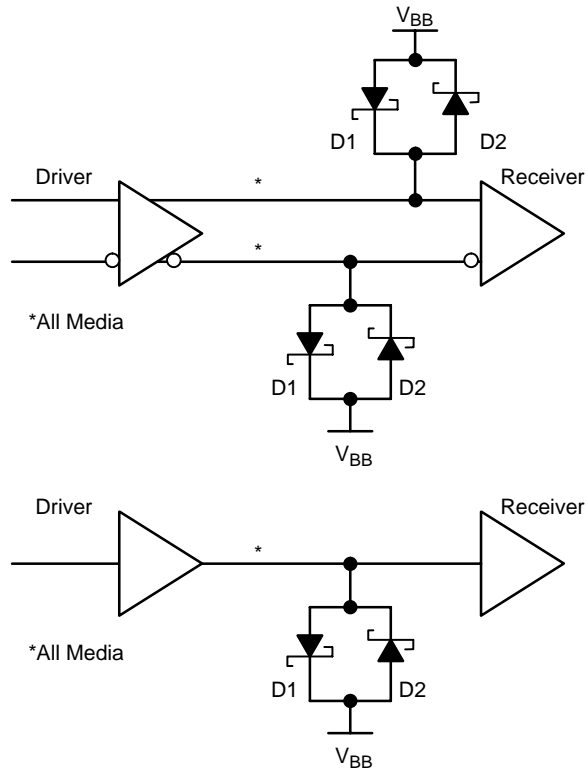 V_BB
D1 D2
Driver * Receiver
*
*All Media
D1 D2
V_BB
Driver Receiver
*
*All Media
D1 D2
V_BB